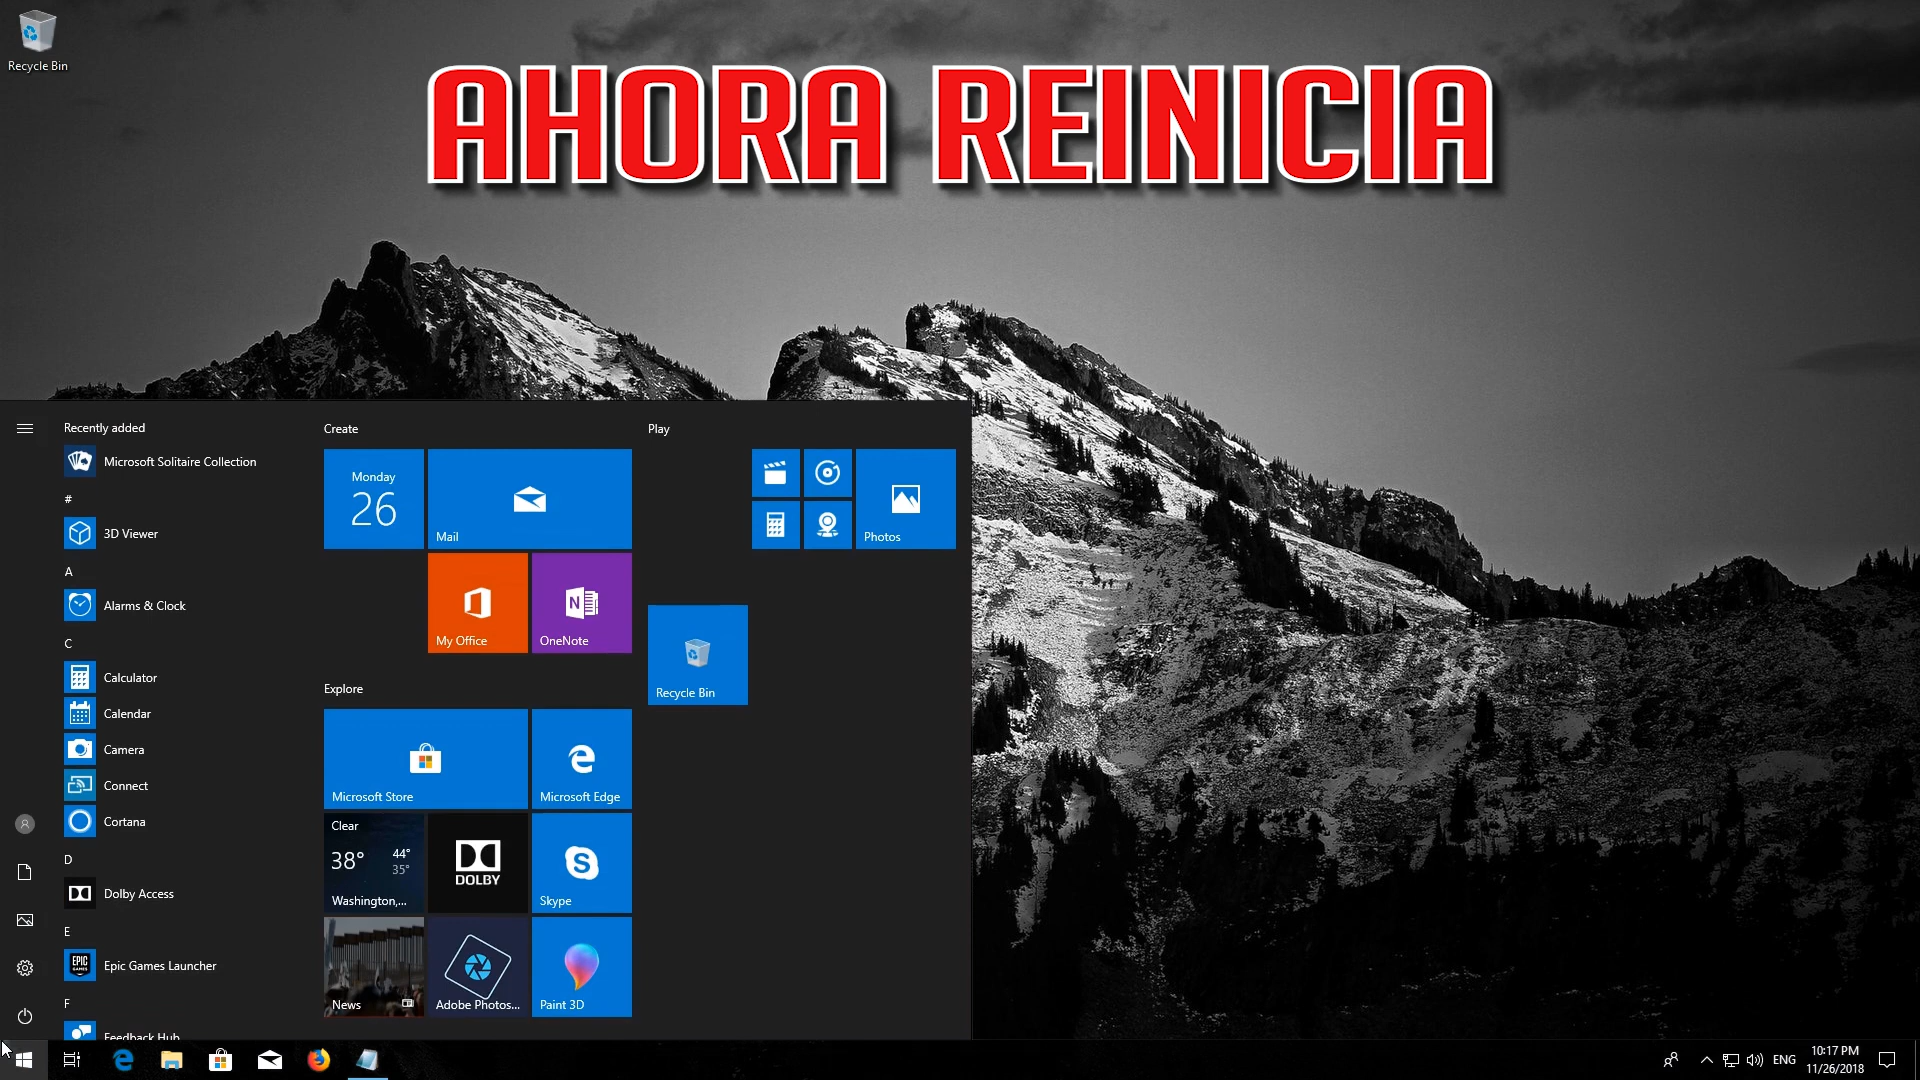 Recycle Bin
AHORA REINICIA
Recently added
Microsoft Solitaire Collection
#
3D Viewer
A
Alarms & Clock
C
Calculator
Calendar
Camera
Connect
Cortana
D
Dolby Access
E
EPIC GAMES
Epic Games Launcher
F
Feedback Hub
Create
Monday
26
Mail
My Office
N
OneNote
Explore
Microsoft Store
Microsoft Edge
Clear
38° 44°
35°
Washington,...
DOLBY
Skype
News
Adobe Photos...
Paint 3D
Play
Photos
Recycle Bin
ENG
10:17 PM
11/26/2018